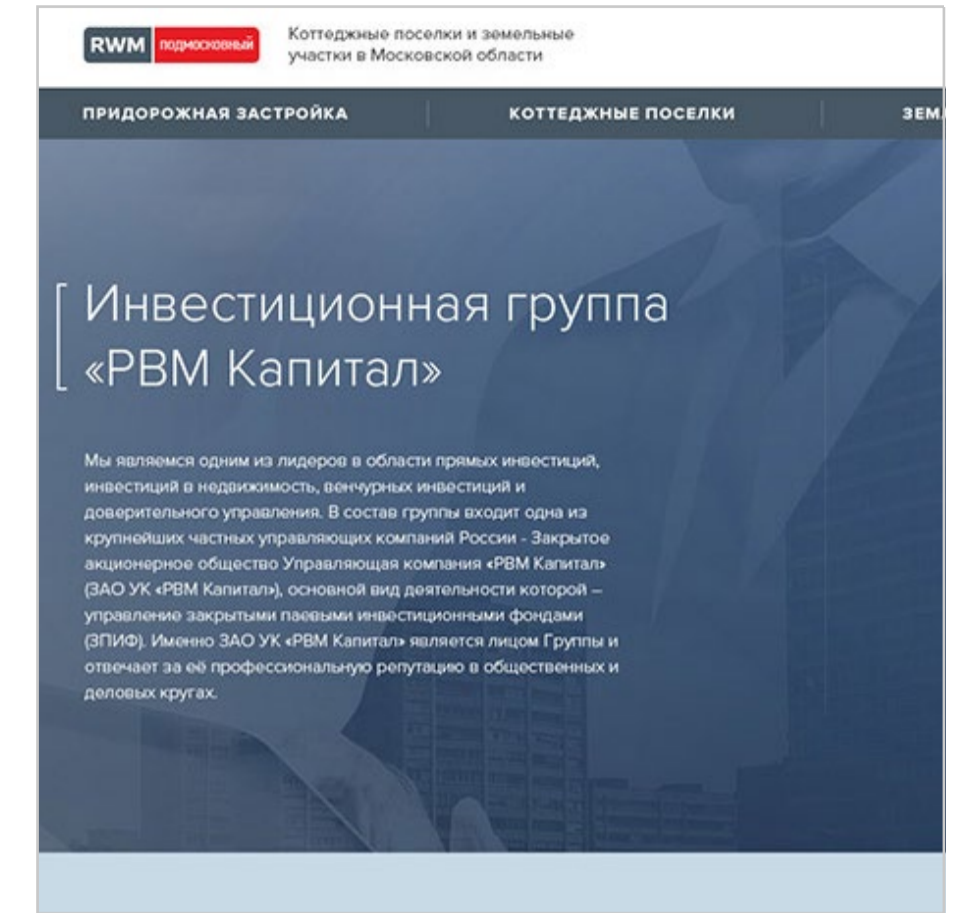 RWM подмосковный
Коттеджные поселки и земельные
участки в Московской области
ПРИДОРОЖНАЯ ЗАСТРОЙКА
КОТТЕДЖНЫЕ ПОСЕЛКИ
ЗЕМ
Инвестиционная группа
«РВМ Капитал»
Мы являемся одним из лидеров в области прямых инвестиций,
инвестиций в недвижимость, венчурных инвестиций и
доверительного управления. В состав группы входит одна из
крупнейших частных управляющих компаний России - Закрытое
акционерное общество Управляющая компания «РВМ Капитал»
(ЗАО УК «РВМ Капитал»), основной вид деятельности которой –
управление закрытыми паевыми инвестиционными фондами
(ЗПИФ). Именно ЗАО УК «РВМ Капитал» является лицом Группы и
отвечает за её профессиональную репутацию в общественных и
деловых кругах.